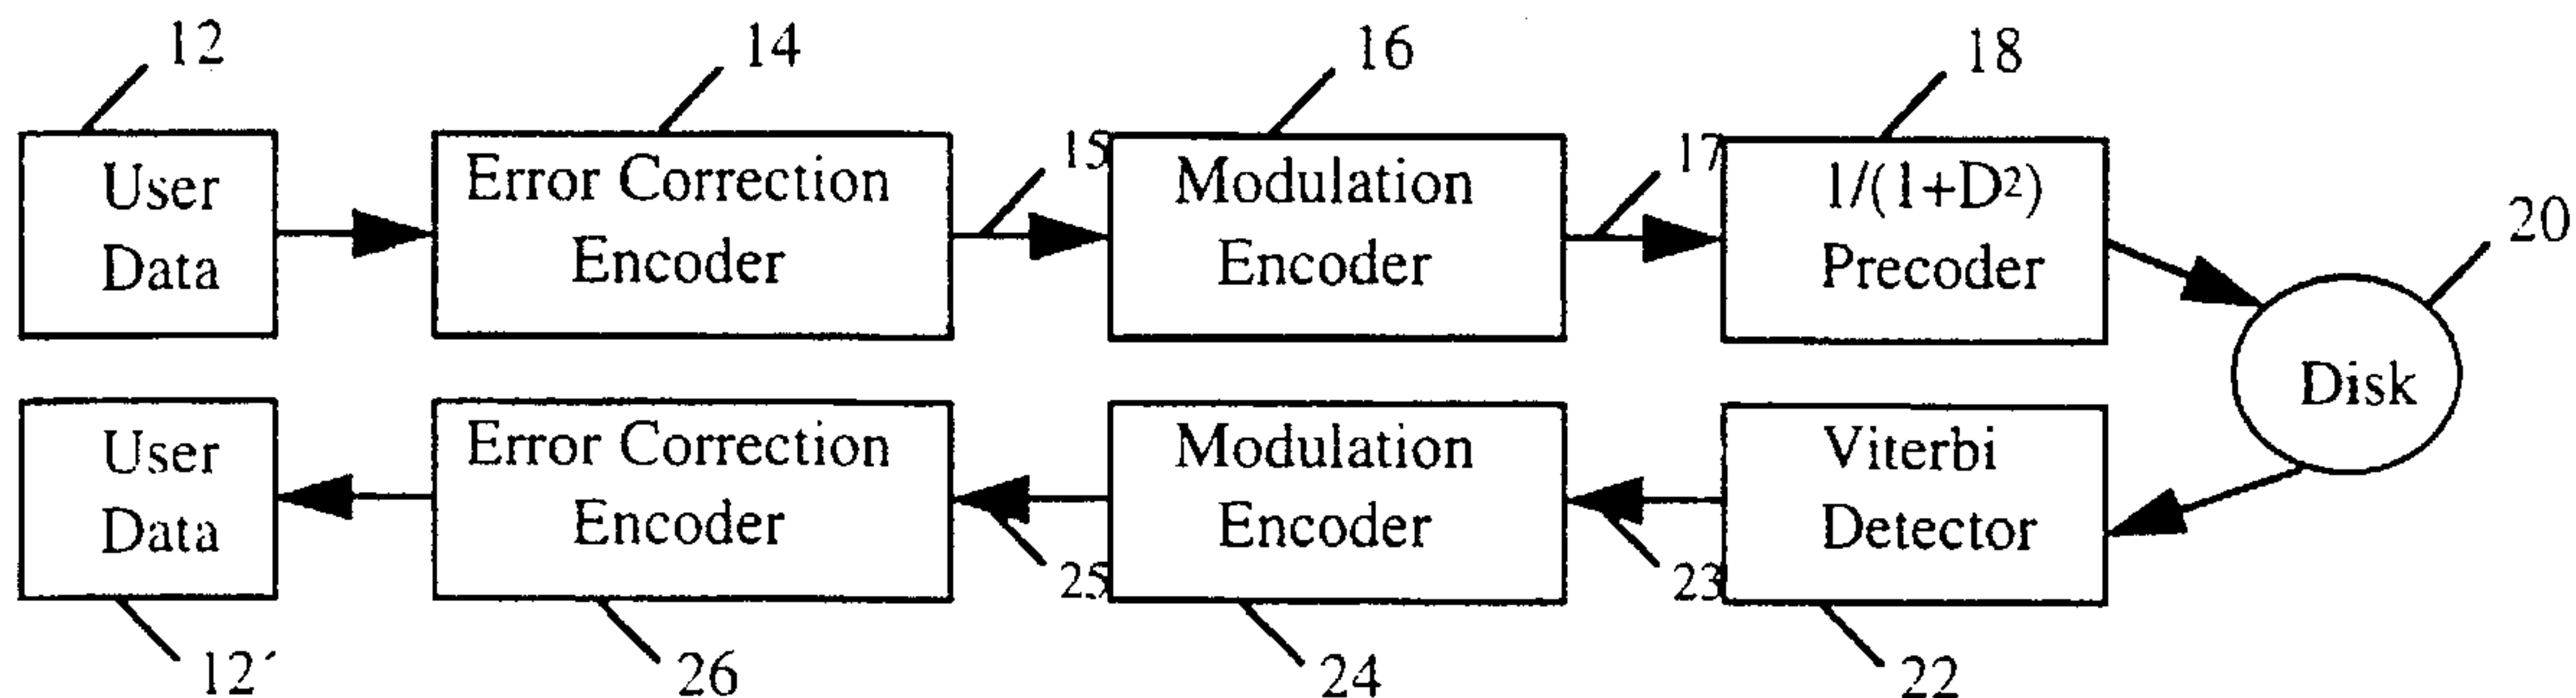 12
14
16
18
User
Data
Error Correction
Encoder
15
Modulation
Encoder
17
1/(1+D²)
Precoder
20
Disk
User
Data
Error Correction
Encoder
25
Modulation
Encoder
23
Viterbi
Detector
12´
26
24
22